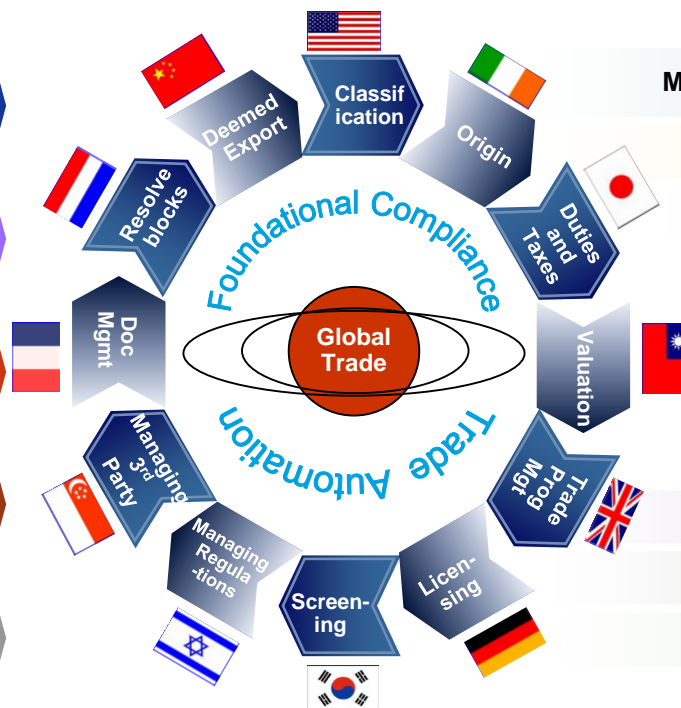 Classif
ication
Origin
Duties
and
Taxes
Valuation
Trade
Prog
Mgt
Licen-
sing
Screen-
ing
Managing
Regula
-tions
Managing
3rd
Party
Doc
Mgmt
Resolve
blocks
Deemed
Export
Foundational Compliance
Global
Trade
Trade Automation
M